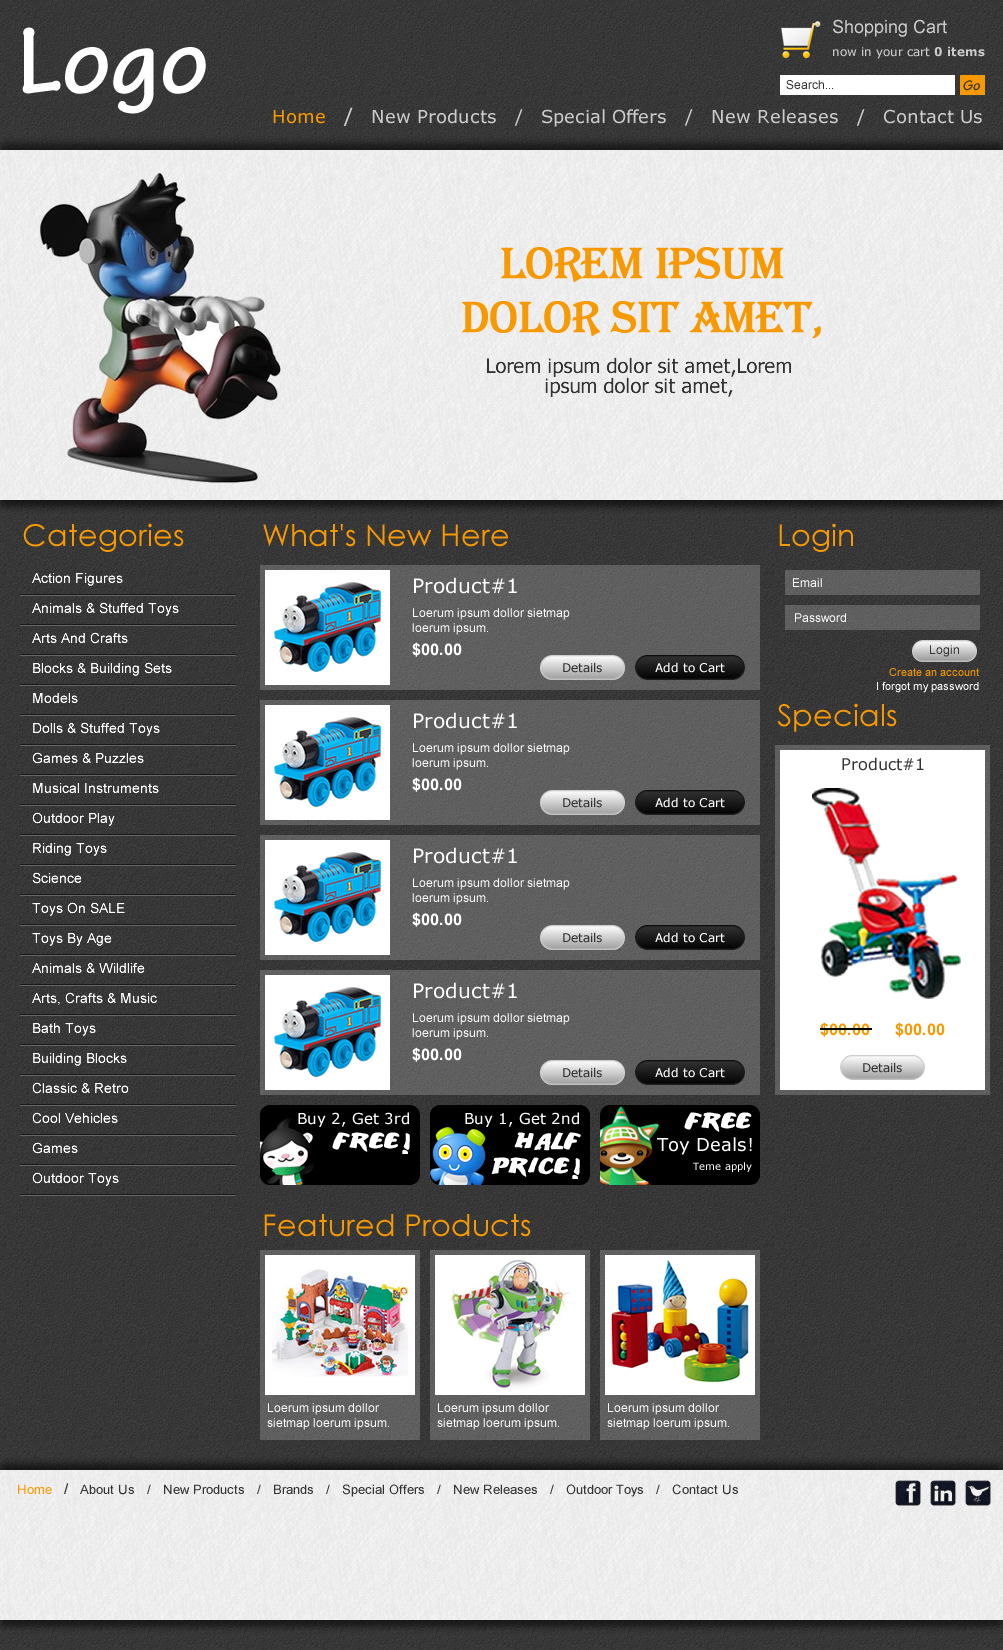 Logo
Shopping Cart
now in your cart 0 items
Search...
Go
Home / New Products / Special Offers / New Releases / Contact Us
LOREM IPSUM
DOLOR SIT AMET,
Lorem ipsum dolor sit amet,Lorem
ipsum dolor sit amet,
Categories
Action Figures
Animals & Stuffed Toys
Arts And Crafts
Blocks & Building Sets
Models
Dolls & Stuffed Toys
Games & Puzzles
Musical Instruments
Outdoor Play
Riding Toys
Science
Toys On SALE
Toys By Age
Animals & Wildlife
Arts, Crafts & Music
Bath Toys
Building Blocks
Classic & Retro
Cool Vehicles
Games
Outdoor Toys
What's New Here
1
Product#1
Loerum ipsum dollor sietmap
loerum ipsum.
$00.00
Details
Add to Cart
1
Product#1
Loerum ipsum dollor sietmap
loerum ipsum.
$00.00
Details
Add to Cart
1
Product#1
Loerum ipsum dollor sietmap
loerum ipsum.
$00.00
Details
Add to Cart
1
Product#1
Loerum ipsum dollor sietmap
loerum ipsum.
$00.00
Details
Add to Cart
Buy 2, Get 3rd
FREE!
Buy 1, Get 2nd
HALF
PRICE!
FREE
Toy Deals!
Teme apply
Featured Products
Loerum ipsum dollor
sietmap loerum ipsum.
Loerum ipsum dollor
sietmap loerum ipsum.
Loerum ipsum dollor
sietmap loerum ipsum.
Login
Email
Password
Login
Create an account
I forgot my password
Specials
Product#1
$00.00 $00.00
Details
Home / About Us / New Products / Brands / Special Offers / New Releases / Outdoor Toys / Contact Us
f in